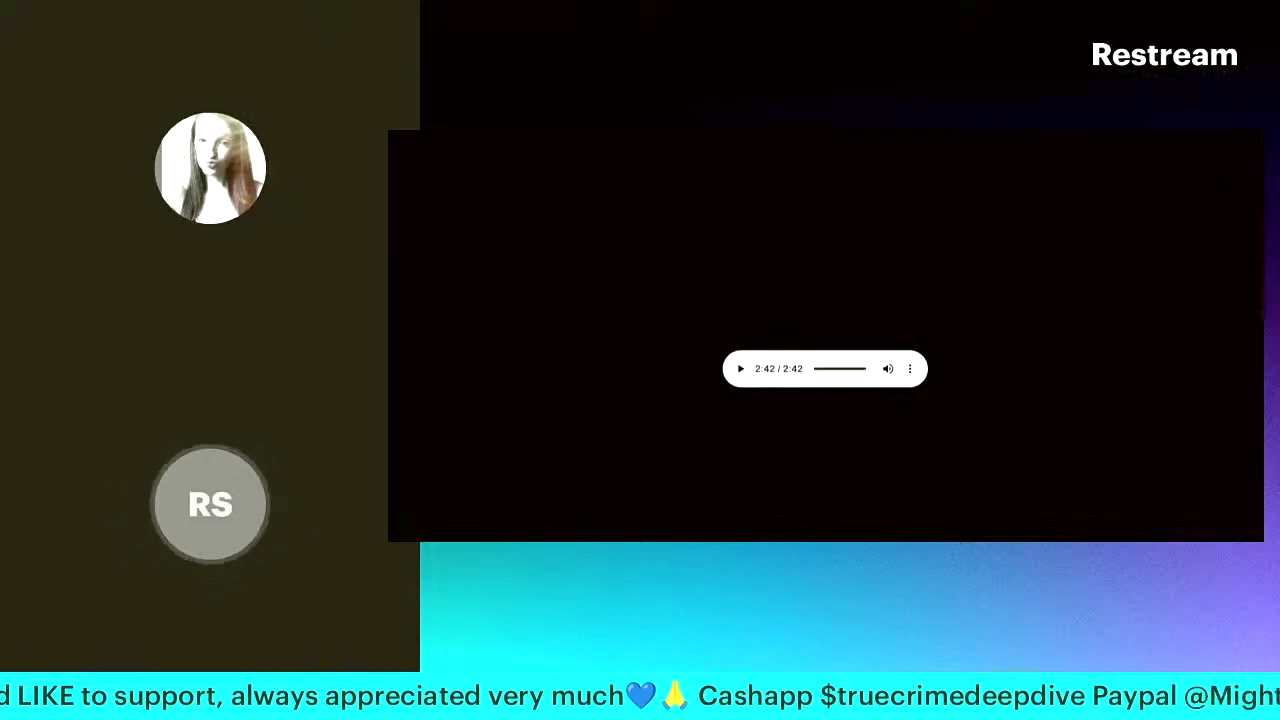 Restream
2:42 / 2:42
RS
d LIKE to support, always appreciated very much💙🙏 Cashapp $truecrimedeepdive Paypal @Might